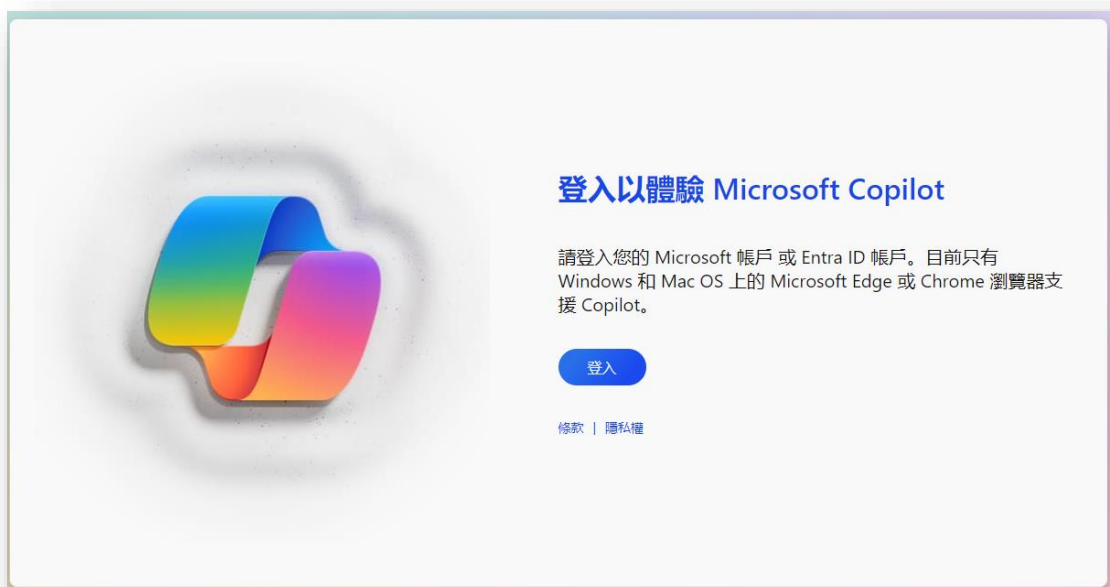 登入以體驗 Microsoft Copilot
請登入您的 Microsoft 帳戶 或 Entra ID 帳戶。目前只有
Windows 和 Mac OS 上的 Microsoft Edge 或 Chrome 瀏覽器支
援 Copilot。
登入
條款 | 隱私權